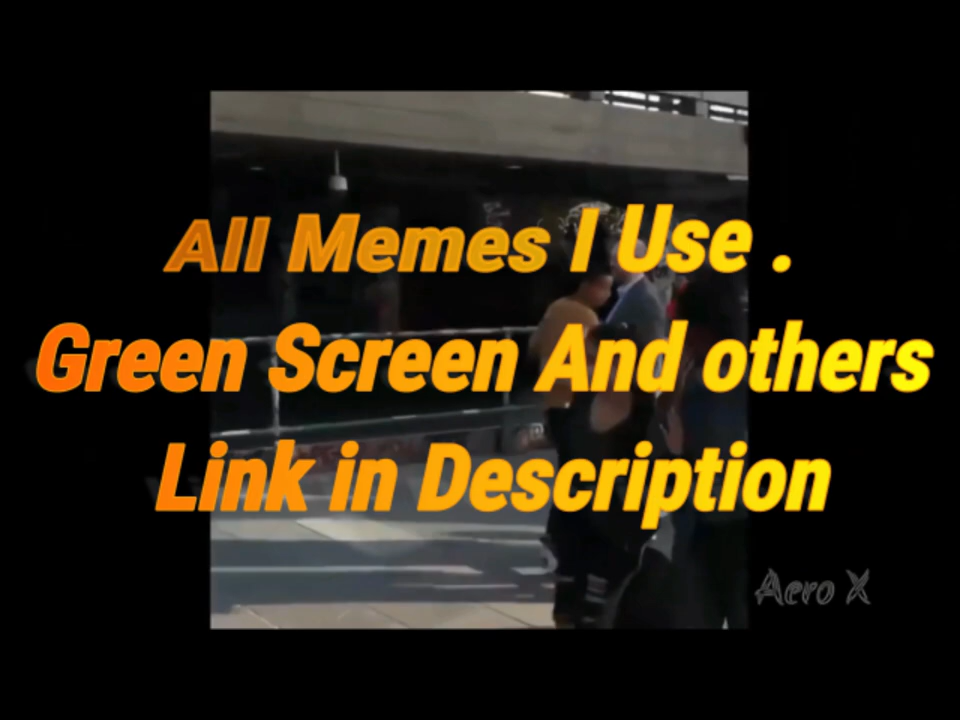 All Memes I Use .
Green Screen And others
Link in Description
Aero X